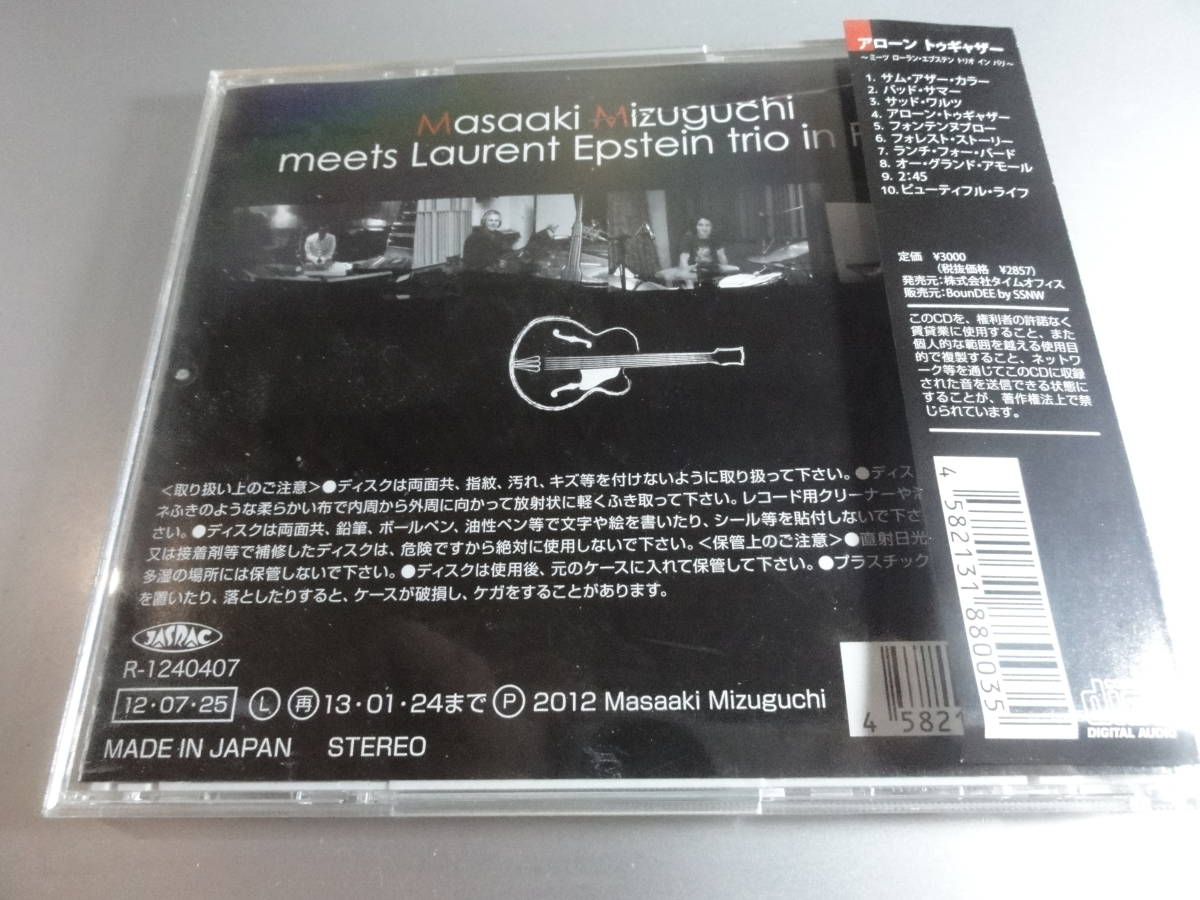 Masaaki Mizuguchi
meets Laurent Epstein trio in
アローン トゥギャザー
～ミーツ ローラン・エプステン トリオ イン パリ～
1. サム・アザー・カラー
2. バッド・サマー
3. サッド・ワルツ
4. アローン・トゥギャザー
5. フォンテンヌブロー
6. フォレスト・ストーリー
7. ランチ・フォー・バード
8. オー・グランド・アモール
9. 2:45
10. ビューティフル・ライフ
定価 ¥3000
(税抜価格 ¥2857)
発売元:株式会社タイムオフィス
販売元:BounDEE by SSNW
このCDを、権利者の許諾なく
賃貸業に使用すること、また
個人的な範囲を越える使用目
的で複製すること、ネットワ
ーク等を通じてこのCDに収録
された音を送信できる状態に
することが、著作権法上で禁
じられています。
<取り扱い上のご注意>●ディスクは両面共、指紋、汚れ、キズ等を付けないように取り扱って下さい。●ディス
ネふきのような柔らかい布で内周から外周に向かって放射状に軽くふき取って下さい。レコード用クリーナーや
さい。●ディスクは両面共、鉛筆、ボールペン、油性ペン等で文字や絵を書いたり、シール等を貼付しないで下さ
又は接着剤等で補修したディスクは、危険ですから絶対に使用しないで下さい。<保管上のご注意>●直射日光
多湿の場所には保管しないで下さい。●ディスクは使用後、元のケースに入れて保管して下さい。●プラスチック
を置いたり、落としたりすると、ケースが破損し、ケガをすることがあります。
JASRAC
R-1240407
12・07・25 Ⓛ ㊞再13・01・24まで Ⓟ 2012 Masaaki Mizuguchi
MADE IN JAPAN STEREO
4 5821
4 582131 880035
DIGITAL AUDIO